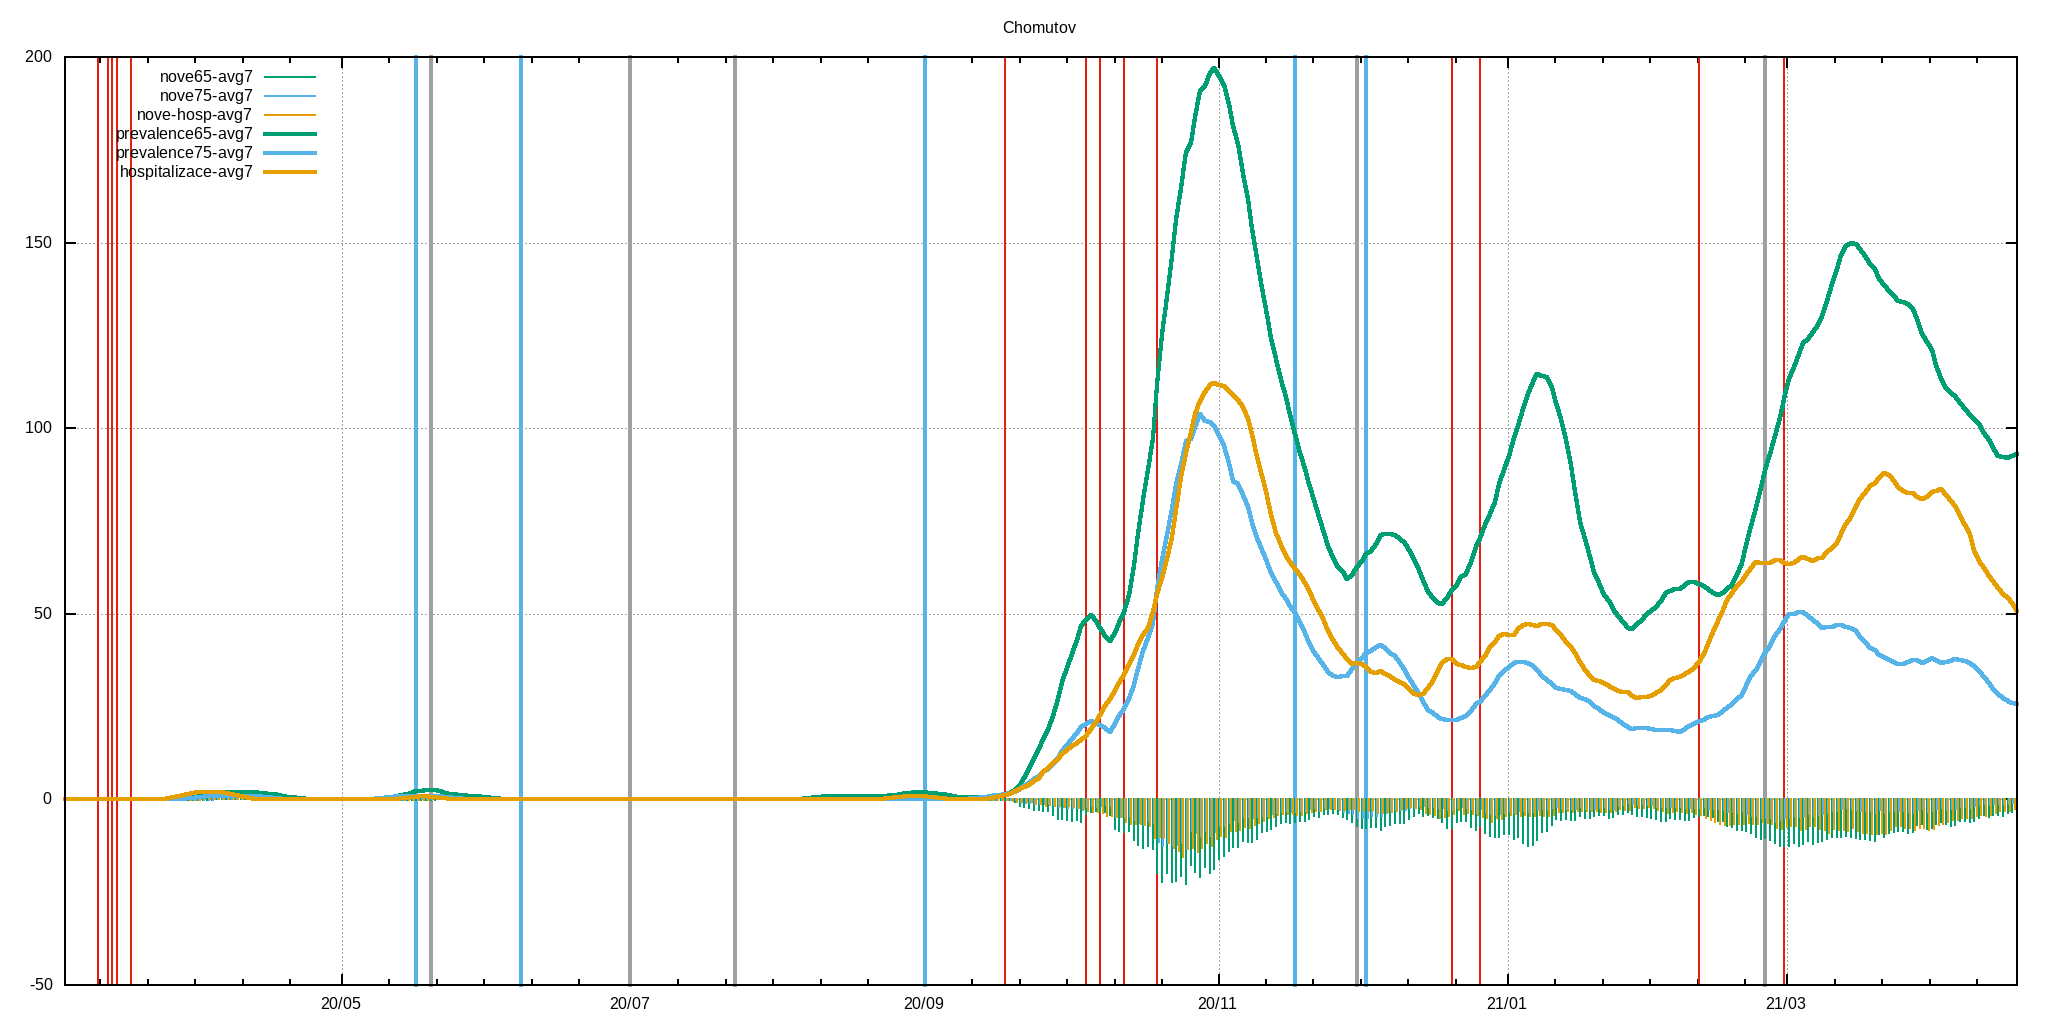 Chomutov
200
150
100
50
0
-50
nove65-avg7
nove75-avg7
nove-hosp-avg7
prevalence65-avg7
prevalence75-avg7
hospitalizace-avg7
20/05 20/07 20/09 20/11 21/01 21/03